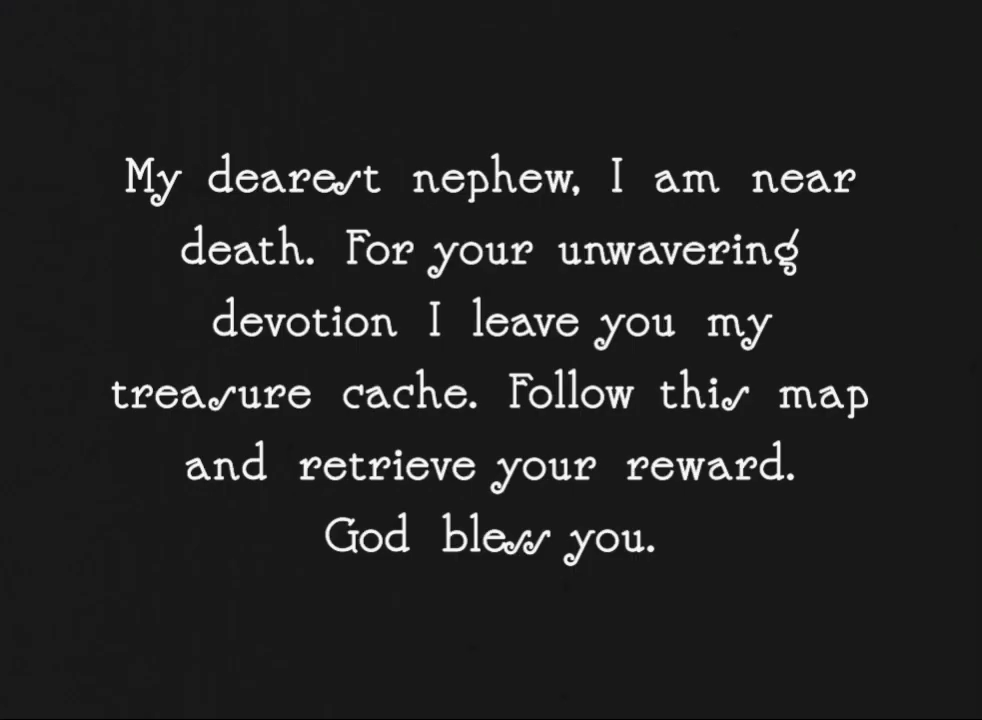 My dearest nephew, I am near
death. For your unwavering
devotion I leave you my
treasure cache. Follow this map
and retrieve your reward.
God bless you.